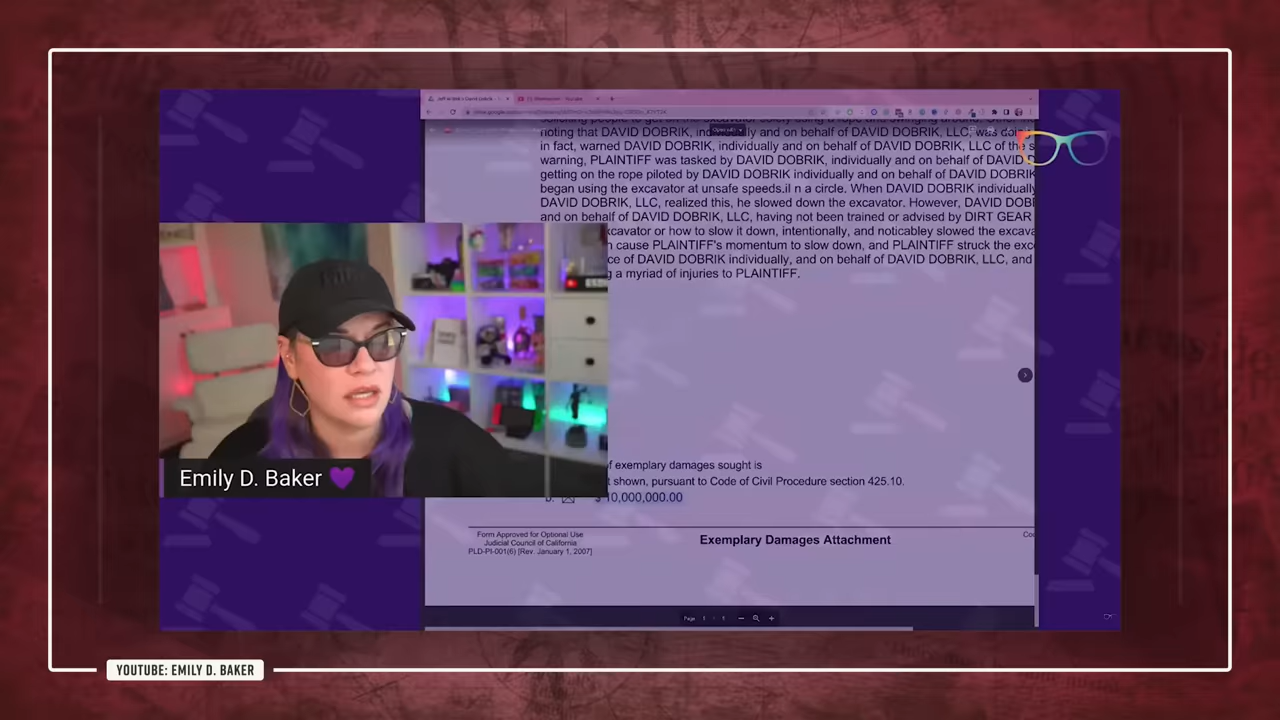 noting that DAVID DOBRIK, individually and on behalf of DAVID DOBRIK, LLC, was doing
in fact, warned DAVID DOBRIK, individually and on behalf of DAVID DOBRIK, LLC of the
warning, PLAINTIFF was tasked by DAVID DOBRIK, individually and on behalf of DAVID
getting on the rope piloted by DAVID DOBRIK individually and on behalf of DAVID DOBRIK
began using the excavator at unsafe speeds.il n a circle. When DAVID DOBRIK individually
DAVID DOBRIK, LLC, realized this, he slowed down the excavator. However, DAVID
and on behalf of DAVID DOBRIK, LLC, having not been trained or advised by DIRT GEAR
or how to slow it down, intentionally, and noticabley slowed the
cause PLAINTIFF's momentum to slow down, and PLAINTIFF struck the
of DAVID DOBRIK individually, and on behalf of DAVID DOBRIK, LLC, and
a myriad of injuries to PLAINTIFF.
Emily D. Baker 💜
of exemplary damages sought is
shown, pursuant to Code of Civil Procedure section 425.10.
$ 10,000,000.00
Form Approved for Optional Use
Judicial Council of California
PLD-PI-001(6) [Rev. January 1, 2007]
Exemplary Damages Attachment
Page 1
YOUTUBE: EMILY D. BAKER